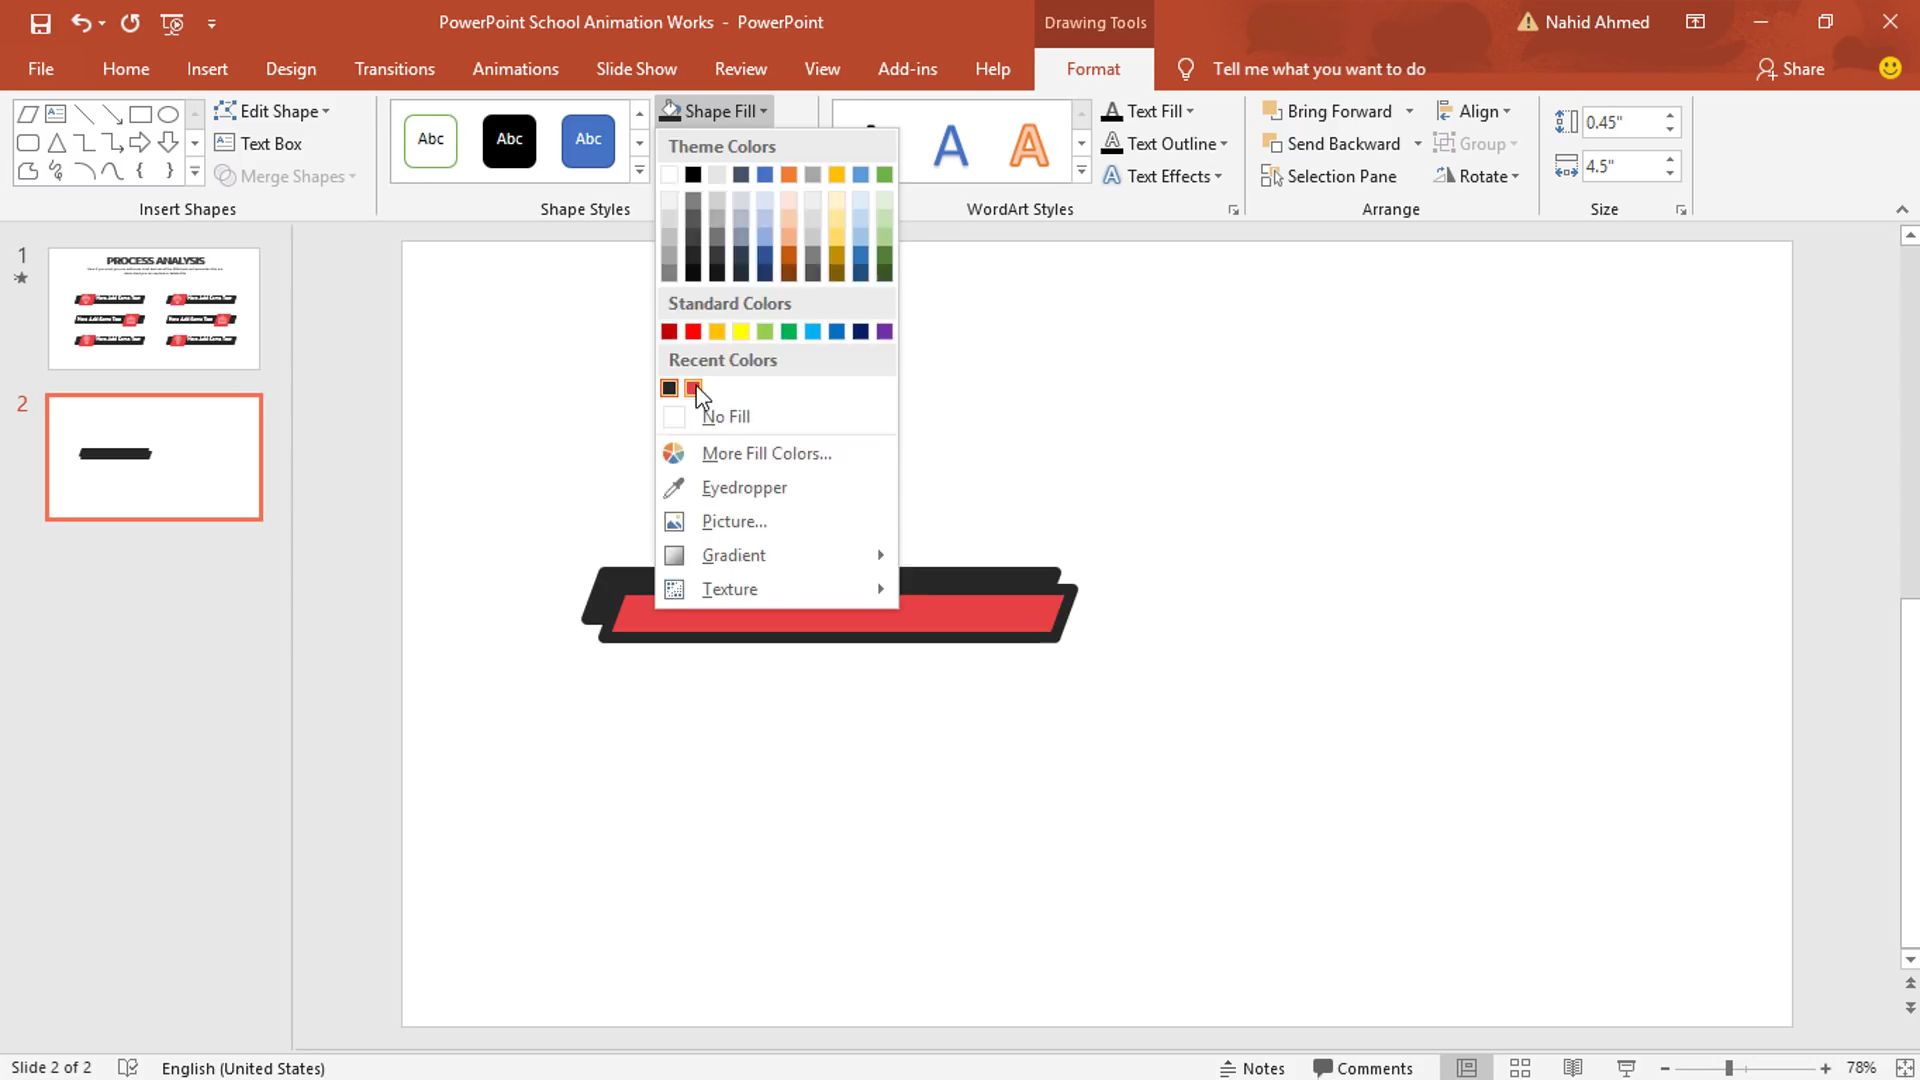 PowerPoint School Animation Works - PowerPoint
Drawing Tools
Nahid Ahmed
File Home Insert Design Transitions Animations Slide Show Review View Add-ins Help Format Tell me what you want to do Share
Edit Shape
Text Box
Merge Shapes
Insert Shapes
Abc Abc Abc
Shape Styles
Shape Fill
Theme Colors
Standard Colors
Recent Colors
No Fill
More Fill Colors...
Eyedropper
Picture...
Gradient
Texture
A A
WordArt Styles
Text Fill
Text Outline
Text Effects
Bring Forward
Send Backward
Selection Pane
Align
Group
Rotate
Arrange
0.45"
4.5"
Size
1
PROCESS ANALYSIS
2
Slide 2 of 2
English (United States)
Notes
Comments
78%